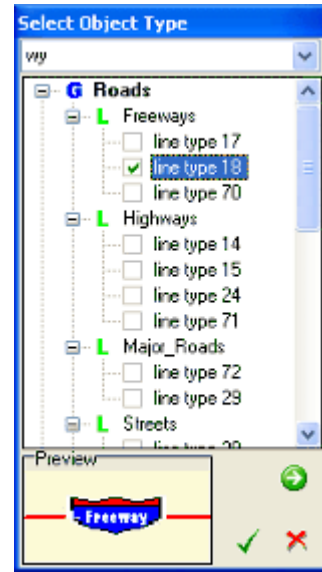 Select Object Type
wy
G Roads
L Freeways
line type 17
line type 18
line type 70
L Highways
line type 14
line type 15
line type 24
line type 71
L Major_Roads
line type 72
line type 29
L Streets
Preview
Freeway